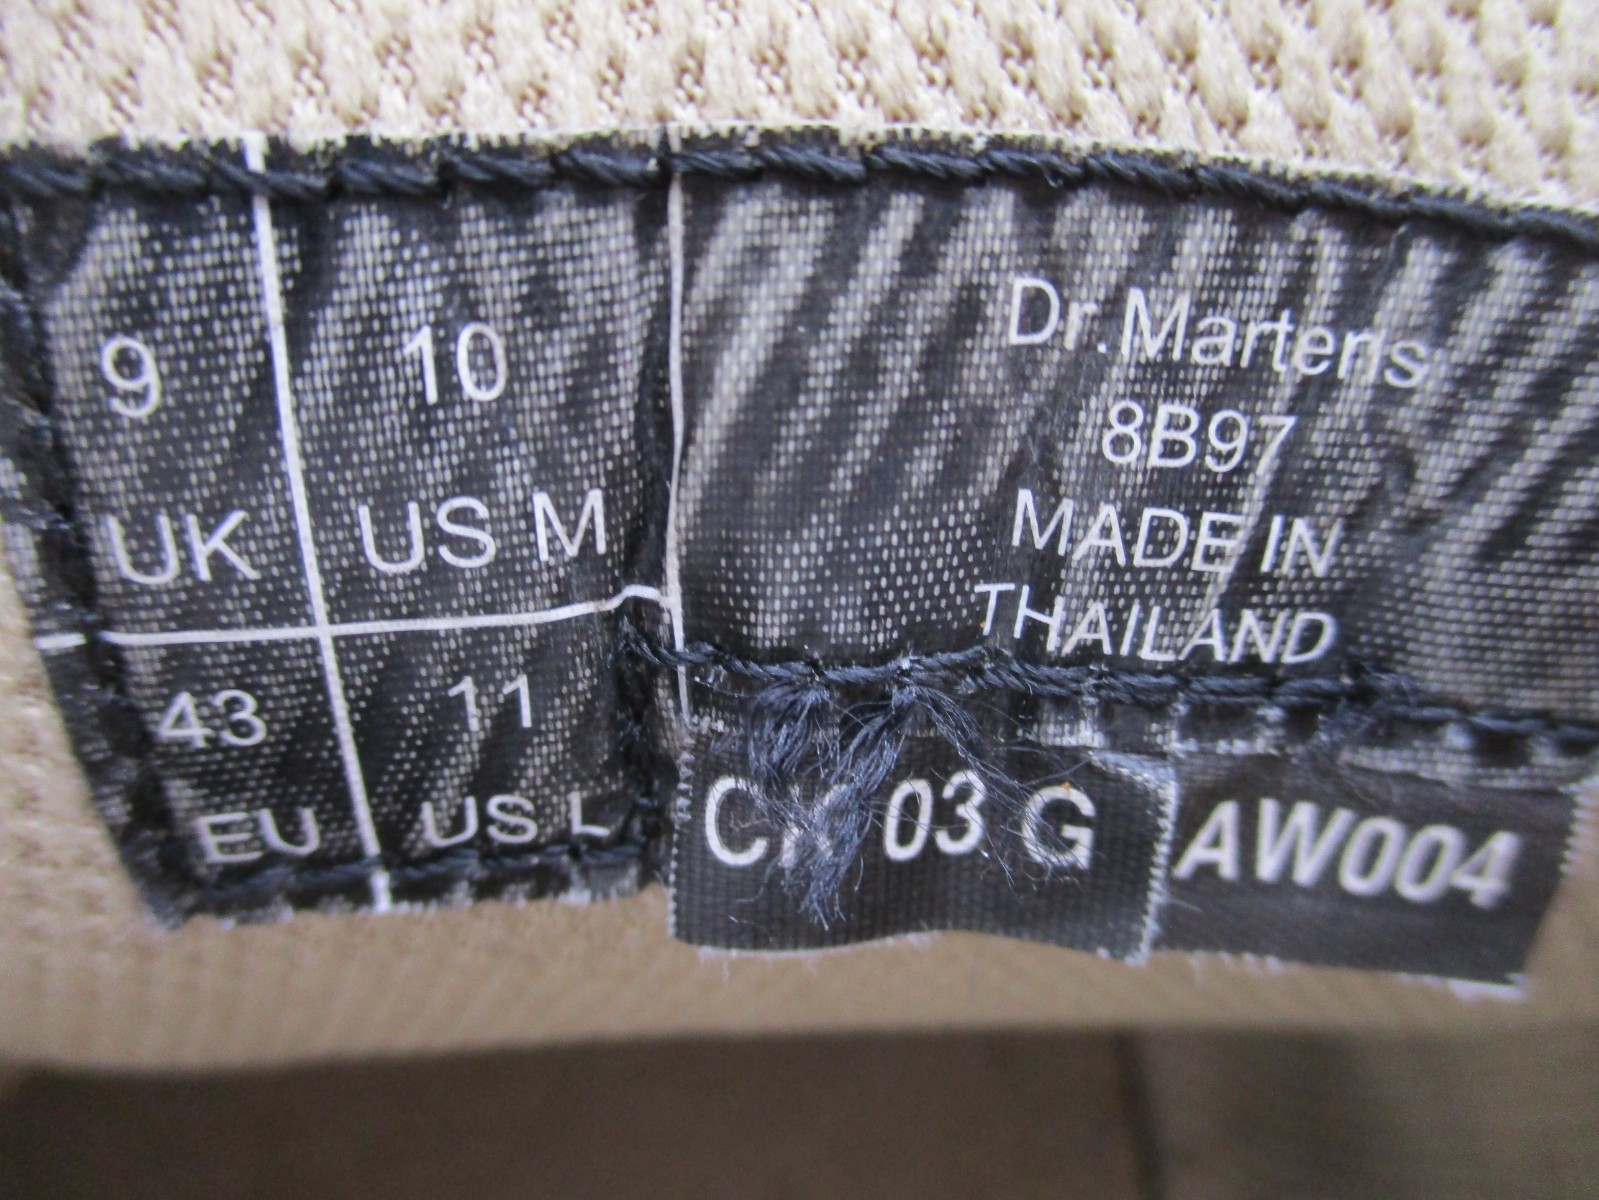 9
UK
10
US M
43
EU
11
US L
Dr.Martens
8B97
MADE IN
THAILAND
03 G
AW004